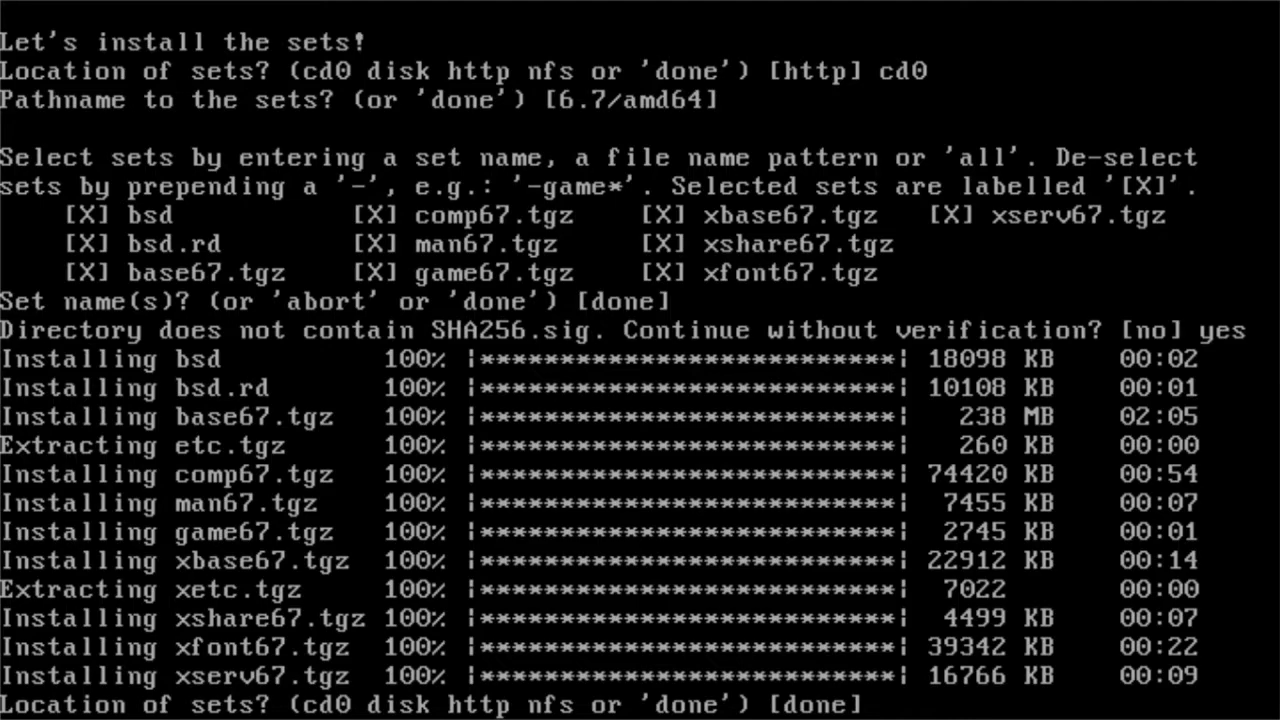 Let's install the sets!
Location of sets? (cd0 disk http nfs or 'done') [http] cd0
Pathname to the sets? (or 'done') [6.7/amd64]
Select sets by entering a set name, a file name pattern or 'all'. De-select
sets by prepending a '-', e.g.: '-game*'. Selected sets are labelled '[X]'.
[X] bsd [X] comp67.tgz [X] xbase67.tgz [X] xserv67.tgz
[X] bsd.rd [X] man67.tgz [X] xshare67.tgz
[X] base67.tgz [X] game67.tgz [X] xfont67.tgz
Set name(s)? (or 'abort' or 'done') [done]
Directory does not contain SHA256.sig. Continue without verification? [no] yes
Installing bsd 100% |**************************| 18098 KB 00:02
Installing bsd.rd 100% |**************************| 10108 KB 00:01
Installing base67.tgz 100% |**************************| 238 MB 02:05
Extracting etc.tgz 100% |**************************| 260 KB 00:00
Installing comp67.tgz 100% |**************************| 74420 KB 00:54
Installing man67.tgz 100% |**************************| 7455 KB 00:07
Installing game67.tgz 100% |**************************| 2745 KB 00:01
Installing xbase67.tgz 100% |**************************| 22912 KB 00:14
Extracting xetc.tgz 100% |**************************| 7022 00:00
Installing xshare67.tgz 100% |**************************| 4499 KB 00:07
Installing xfont67.tgz 100% |**************************| 39342 KB 00:22
Installing xserv67.tgz 100% |**************************| 16766 KB 00:09
Location of sets? (cd0 disk http nfs or 'done') [done]